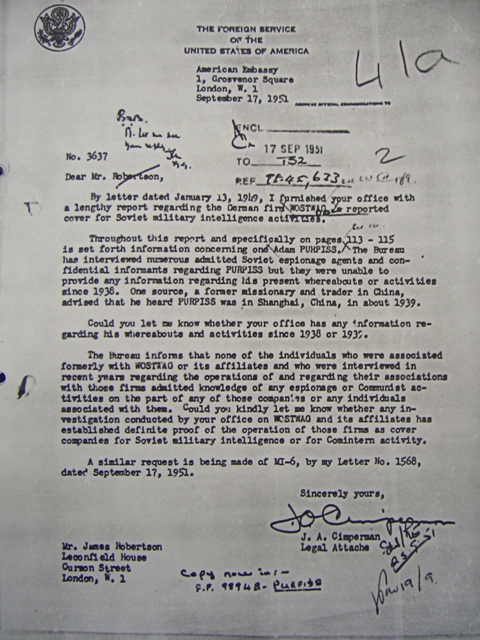 THE FOREIGN SERVICE
OF THE
UNITED STATES OF AMERICA
American Embassy
1, Grosvenor Square
London, W. 1
September 17, 1951
41a
ADDRESS OFFICIAL COMMUNICATIONS TO
ENCL
17 SEP 1951
TO
REF
2
No. 3637
Dear Mr. Robertson,
By letter dated January 13, 1949, I furnished your office with
a lengthy report regarding the German firm WOSTWAG, reported
cover for Soviet military intelligence activities.
Throughout this report and specifically on pages 113 - 115
is set forth information concerning one Adam PURPISS. The Bureau
has interviewed numerous admitted Soviet espionage agents and con-
fidential informants regarding PURPISS but they were unable to
provide any information regarding his present whereabouts or activities
since 1938. One source, a former missionary and trader in China,
advised that he heard PURPISS was in Shanghai, China, in about 1939.
Could you let me know whether your office has any information re-
garding his whereabouts and activities since 1938 or 1939.
The Bureau informs that none of the individuals who were associated
formerly with WOSTWAG or its affiliates and who were interviewed in
recent years regarding the operations of and regarding their associations
with those firms admitted knowledge of any espionage or Communist ac-
tivities on the part of any of those companies or any individuals
associated with them. Could you kindly let me know whether any in-
vestigation conducted by your office on WOSTWAG and its affiliates has
established definite proof of the operation of those firms as cover
companies for Soviet military intelligence or for Comintern activity.
A similar request is being made of MI-6, by my Letter No. 1568,
dated September 17, 1951.
Sincerely yours,
J. A. Cimperman
Legal Attache
Mr. James Robertson
Leconfield House
Curzon Street
London, W. 1
Copy now in:-
P.F. 98942 - PURPISS